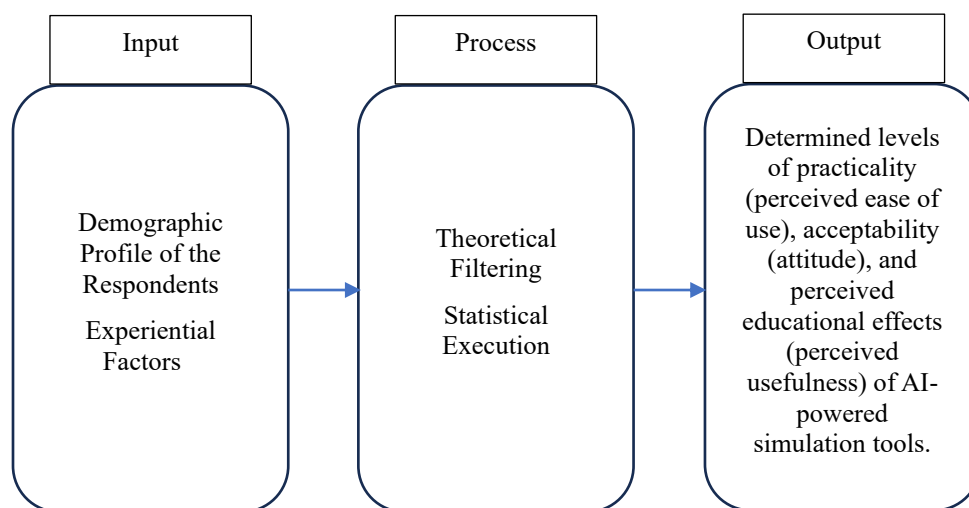 Input
Process
Output
Demographic
Profile of the
Respondents
Experiential
Factors
Theoretical
Filtering
Statistical
Execution
Determined levels
of practicality
(perceived ease of
use), acceptability
(attitude), and
perceived
educational effects
(perceived
usefulness) of AI-
powered
simulation tools.